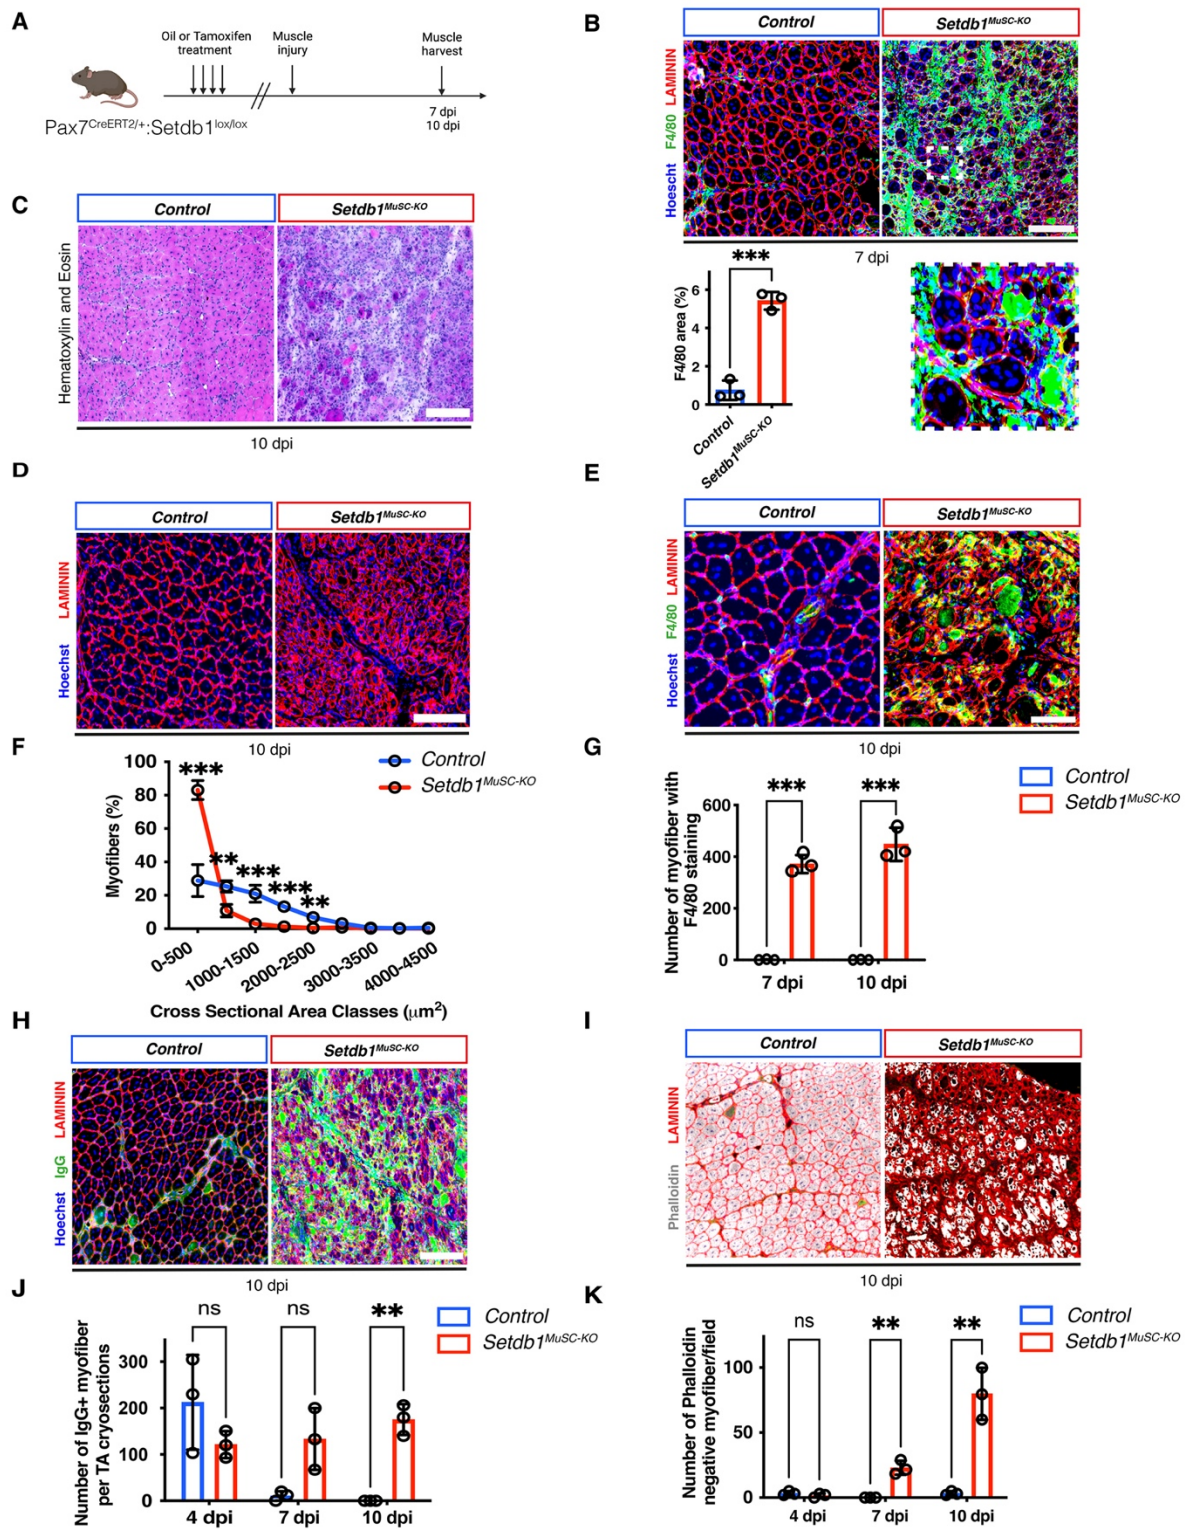 A
Oil or Tamoxifen
treatment
Muscle
injury
Muscle
harvest
7 dpi
10 dpi
Pax7CreERT2/+:Setdb1lox/lox
B
Control
Setdb1MuSC-KO
Hoescht F4/80 LAMININ
7 dpi
***
F4/80 area (%)
6
4
2
0
Control
Setdb1MuSC-KO
C
Control
Setdb1MuSC-KO
Hematoxylin and Eosin
10 dpi
D
Control
Setdb1MuSC-KO
Hoechst LAMININ
10 dpi
E
Control
Setdb1MuSC-KO
Hoechst F4/80 LAMININ
10 dpi
F
Control
Setdb1MuSC-KO
Myofibers (%)
100
80
60
40
20
0
***
**
***
***
**
0-500
1000-1500
2000-2500
3000-3500
4000-4500
Cross Sectional Area Classes (μm2)
G
Control
Setdb1MuSC-KO
Number of myofiber with
F4/80 staining
600
400
200
0
***
***
7 dpi
10 dpi
H
Control
Setdb1MuSC-KO
Hoechst IgG LAMININ
10 dpi
I
Control
Setdb1MuSC-KO
Phalloidin LAMININ
10 dpi
J
Control
Setdb1MuSC-KO
Number of IgG+ myofiber
per TA cryosections
300
200
100
0
ns
ns
**
4 dpi
7 dpi
10 dpi
K
Control
Setdb1MuSC-KO
Number of Phalloidin
negative myofiber/field
100
50
0
ns
**
**
4 dpi
7 dpi
10 dpi